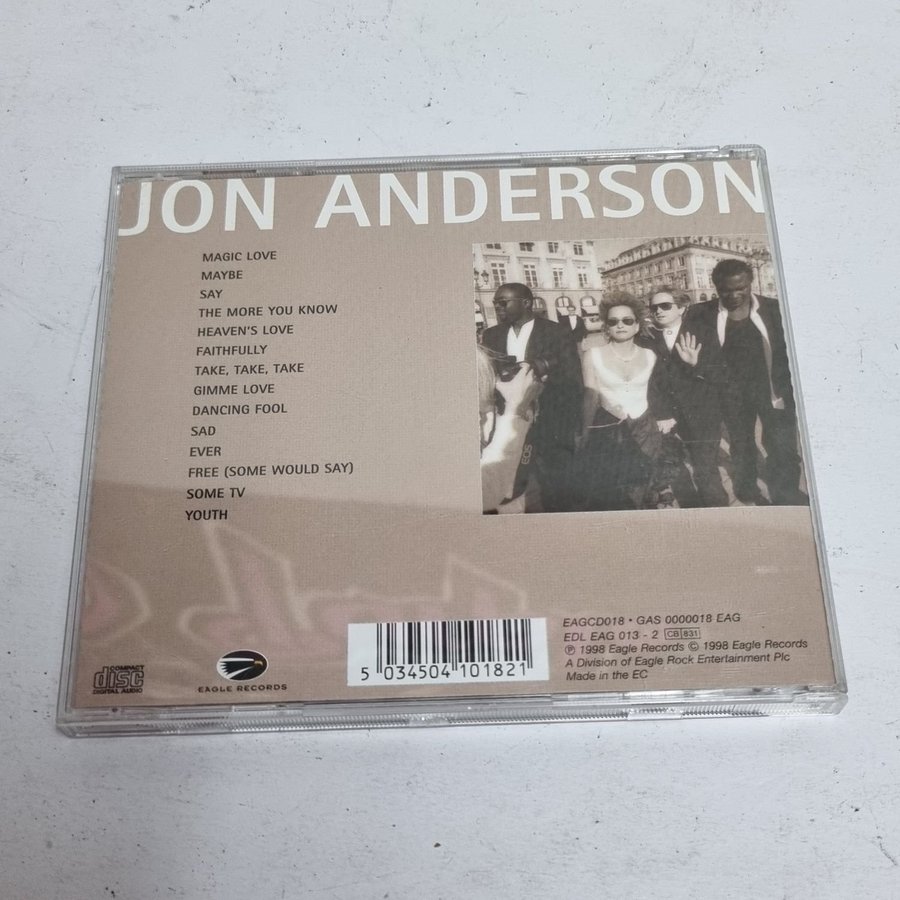 JON ANDERSON
MAGIC LOVE
MAYBE
SAY
THE MORE YOU KNOW
HEAVEN'S LOVE
FAITHFULLY
TAKE, TAKE, TAKE
GIMME LOVE
DANCING FOOL
SAD
EVER
FREE (SOME WOULD SAY)
SOME TV
YOUTH
EOS
COMPACT
disc
DIGITAL AUDIO
EAGLE RECORDS
5 034504 101821
EAGCD018 • GAS 0000018 EAG
EDL EAG 013 - 2 CB 831
℗ 1998 Eagle Records © 1998 Eagle Records
A Division of Eagle Rock Entertainment Plc
Made in the EC